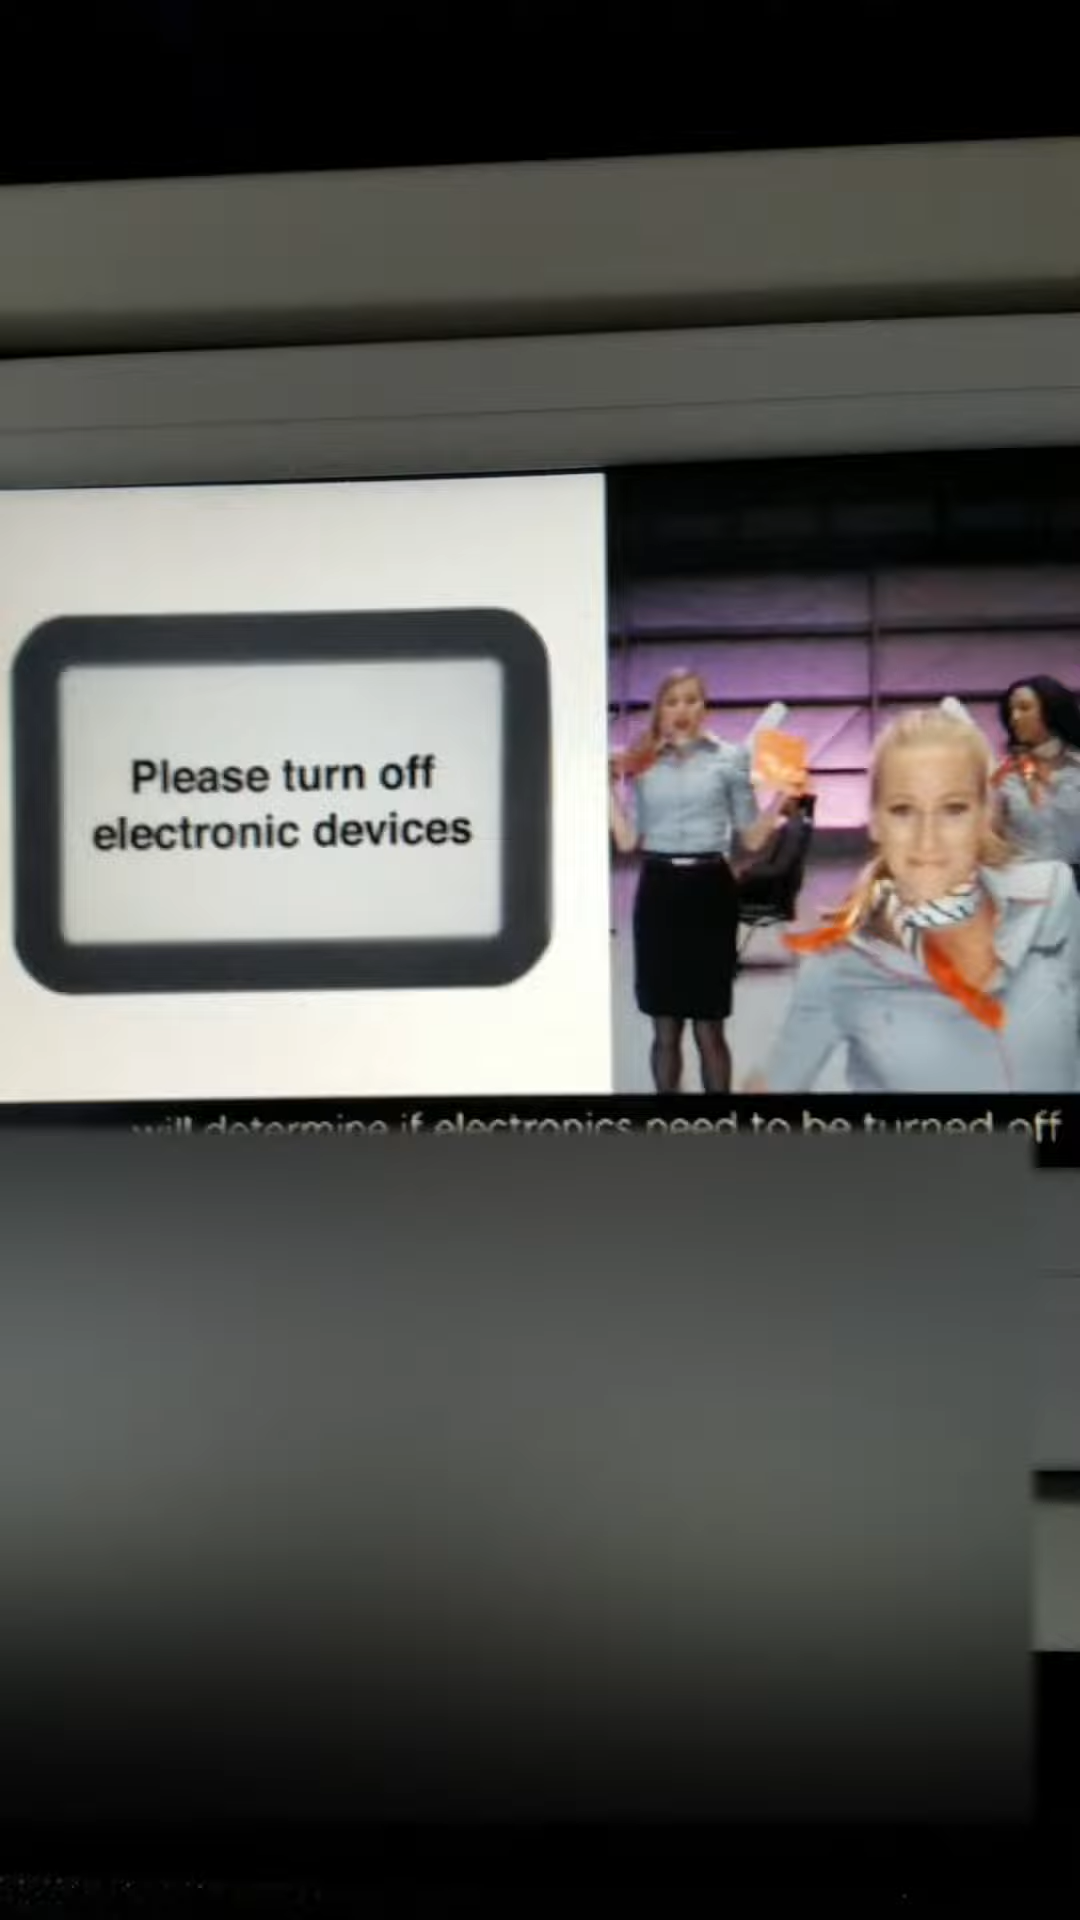 Please turn off
electronic devices
will determine if electronics need to be turned off